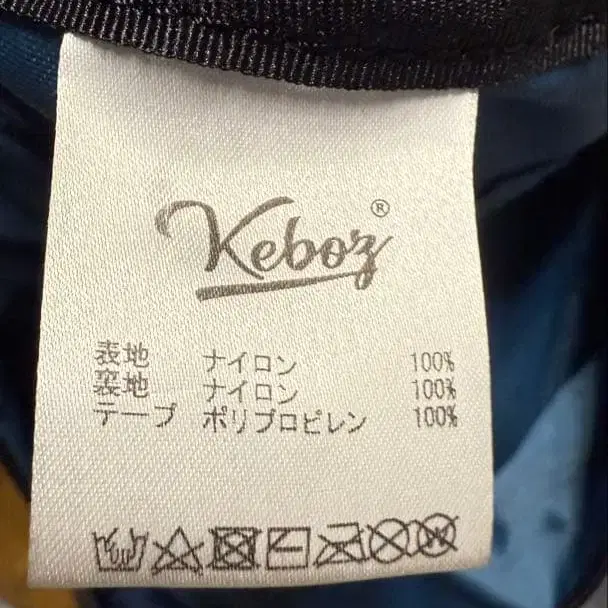 Keboz®
表地 ナイロン 100%
裏地 ナイロン 100%
テープ ポリプロピレン 100%